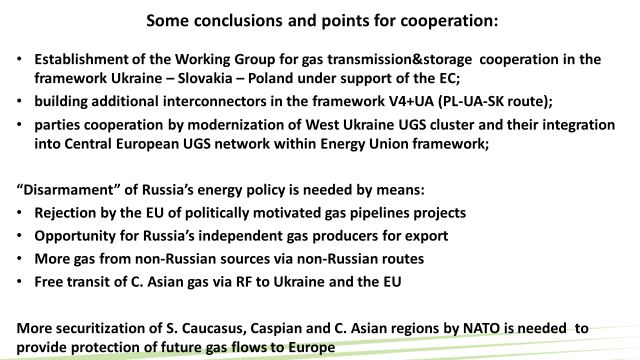 Some conclusions and points for cooperation:
• Establishment of the Working Group for gas transmission&storage cooperation in the
framework Ukraine – Slovakia – Poland under support of the EC;
• building additional interconnectors in the framework V4+UA (PL-UA-SK route);
• parties cooperation by modernization of West Ukraine UGS cluster and their integration
into Central European UGS network within Energy Union framework;
“Disarmament” of Russia’s energy policy is needed by means:
• Rejection by the EU of politically motivated gas pipelines projects
• Opportunity for Russia’s independent gas producers for export
• More gas from non-Russian sources via non-Russian routes
• Free transit of C. Asian gas via RF to Ukraine and the EU
More securitization of S. Caucasus, Caspian and C. Asian regions by NATO is needed to
provide protection of future gas flows to Europe